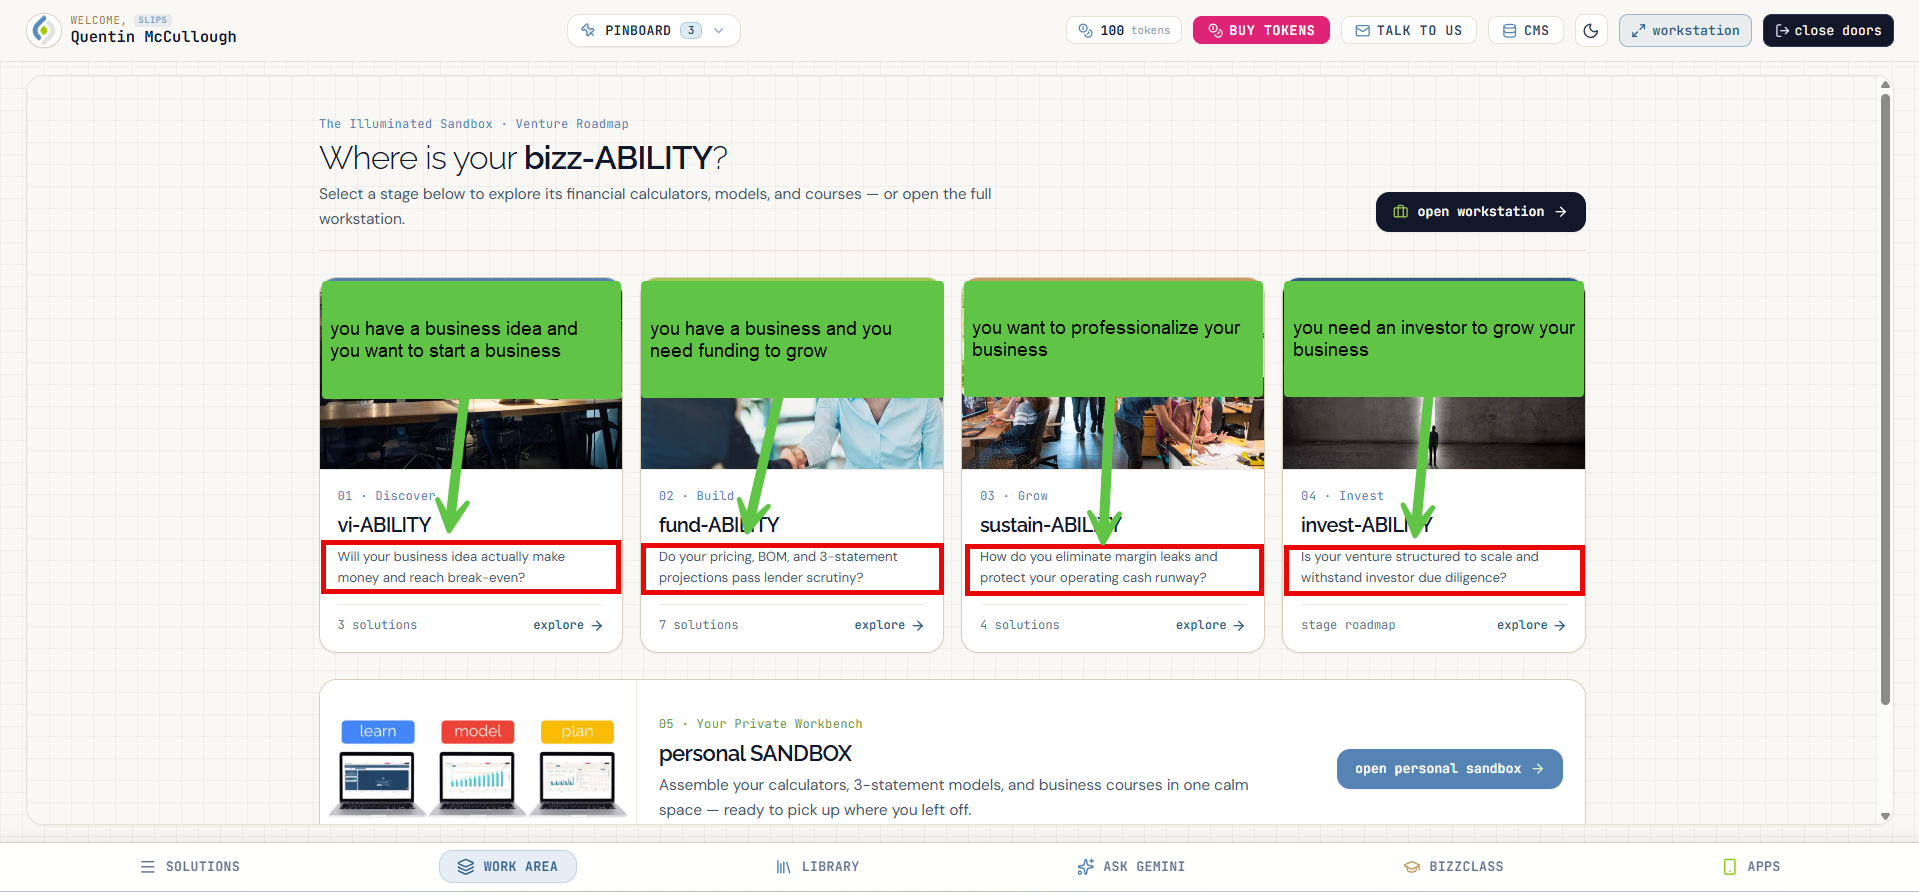 WELCOME, SLIPS
Quentin McCullough
PINBOARD 3
100 tokens
BUY TOKENS
TALK TO US
CMS
workstation
close doors
The Illuminated Sandbox · Venture Roadmap
Where is your bizz-ABILITY?
Select a stage below to explore its financial calculators, models, and courses — or open the full
workstation.
open workstation →
you have a business idea and
you want to start a business
01 · Discover
vi-ABILITY
Will your business idea actually make
money and reach break-even?
3 solutions
explore →
you have a business and you
need funding to grow
02 · Build
fund-ABILITY
Do your pricing, BOM, and 3-statement
projections pass lender scrutiny?
7 solutions
explore →
you want to professionalize your
business
03 · Grow
sustain-ABILITY
How do you eliminate margin leaks and
protect your operating cash runway?
4 solutions
explore →
you need an investor to grow your
business
04 · Invest
invest-ABILITY
Is your venture structured to scale and
withstand investor due diligence?
stage roadmap
explore →
learn
model
plan
05 · Your Private Workbench
personal SANDBOX
Assemble your calculators, 3-statement models, and business courses in one calm
space — ready to pick up where you left off.
open personal sandbox →
SOLUTIONS
WORK AREA
LIBRARY
ASK GEMINI
BIZZCLASS
APPS